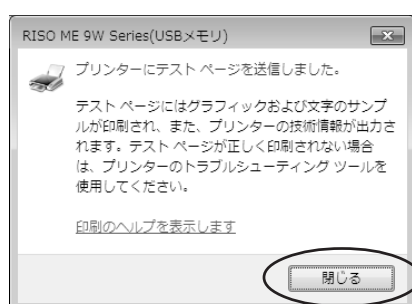 RISO ME 9W Series(USBメモリ)
プリンターにテスト ページを送信しました。
テスト ページにはグラフィックおよび文字のサンプ
ルが印刷され、また、プリンターの技術情報が出力さ
れます。テスト ページが正しく印刷されない場合
は、プリンターのトラブルシューティング ツールを
使用してください。
印刷のヘルプを表示します
閉じる